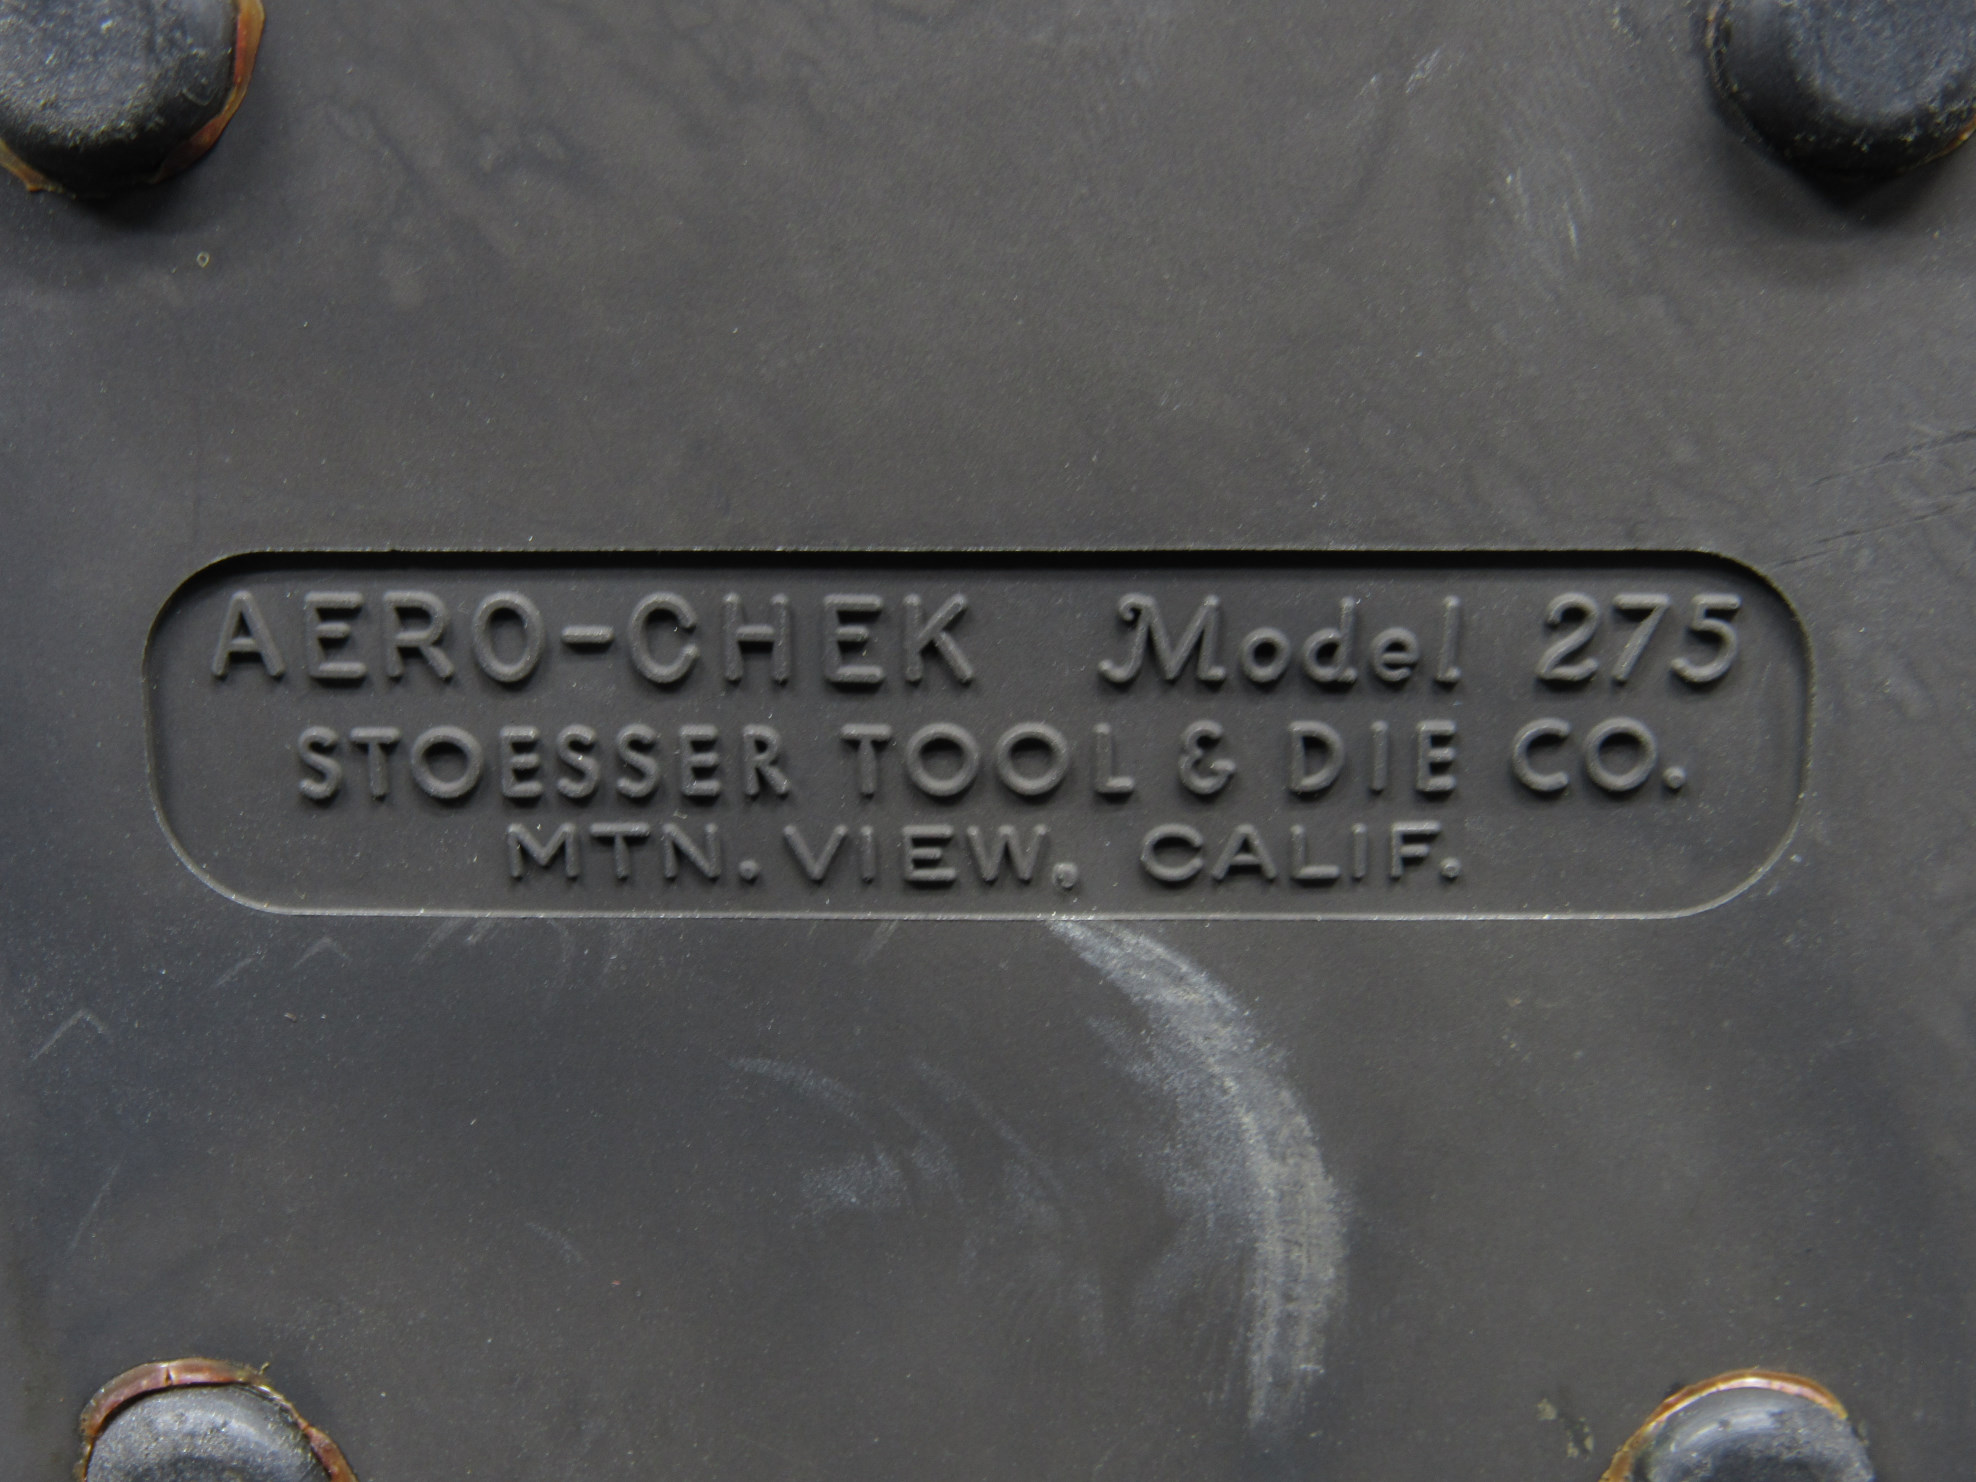 AERO-CHEK Model 275
STOESSER TOOL & DIE CO.
MTN. VIEW, CALIF.